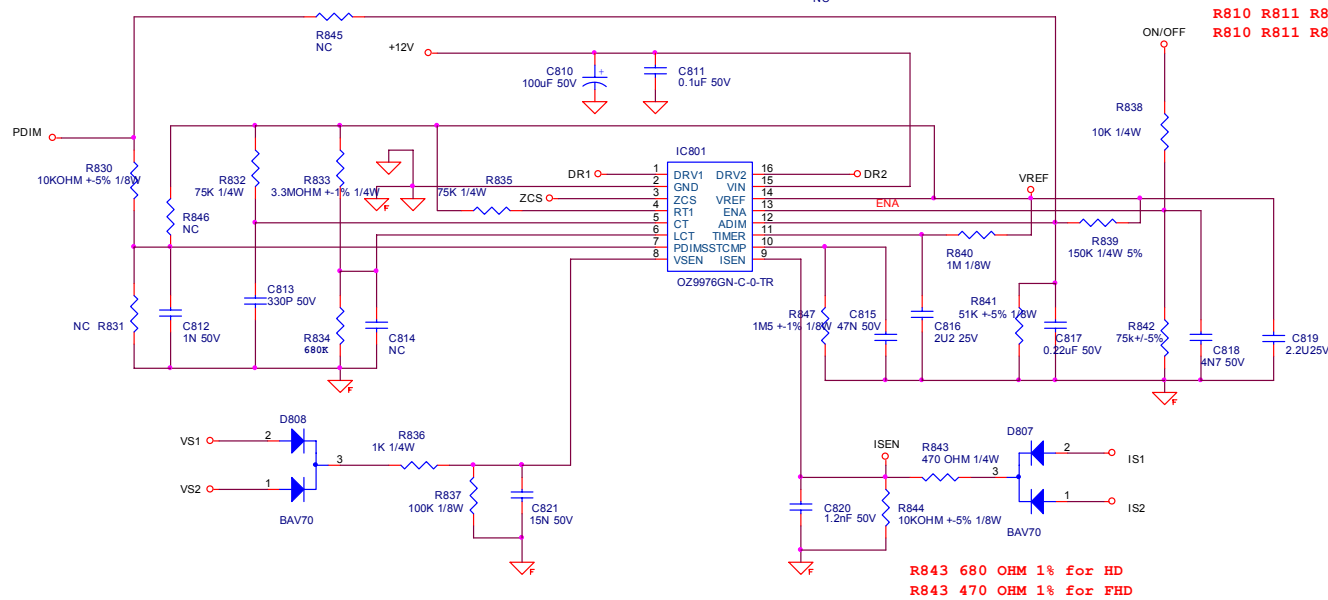 NC
R810 R811 R8
R810 R811 R8
R845
NC
+12V
C810
100uF 50V
C811
0.1uF 50V
ON/OFF
R838
10K 1/4W
PDIM
R830
10KOHM +-5% 1/8W
R832
75K 1/4W
R833
3.3MOHM +-1% 1/4W
R835
75K 1/4W
R846
NC
F
ZCS
DR1
IC801
1 DRV1 DRV2 16
2 GND VIN 15
3 ZCS VREF 14
4 RT1 ENA 13
5 CT ADIM 12
6 LCT TIMER 11
7 PDIMSSTCMP 10
8 VSEN ISEN 9
OZ9976GN-C-0-TR
DR2
ENA
VREF
R840
1M 1/8W
R839
150K 1/4W 5%
NC R831
C812
1N 50V
C813
330P 50V
R834
680K
C814
NC
F
R847
1M5 +-1% 1/8W
C815
47N 50V
C816
2U2 25V
R841
51K +-5% 1/8W
C817
0.22uF 50V
R842
75k+/-5%
C818
4N7 50V
C819
2.2U25V
F
VS1
VS2
2
1
D808
3
BAV70
R836
1K 1/4W
R837
100K 1/8W
C821
15N 50V
F
ISEN
R843
470 OHM 1/4W
C820
1.2nF 50V
R844
10KOHM +-5% 1/8W
F
D807
3
2
1
IS1
IS2
BAV70
R843 680 OHM 1% for HD
R843 470 OHM 1% for FHD